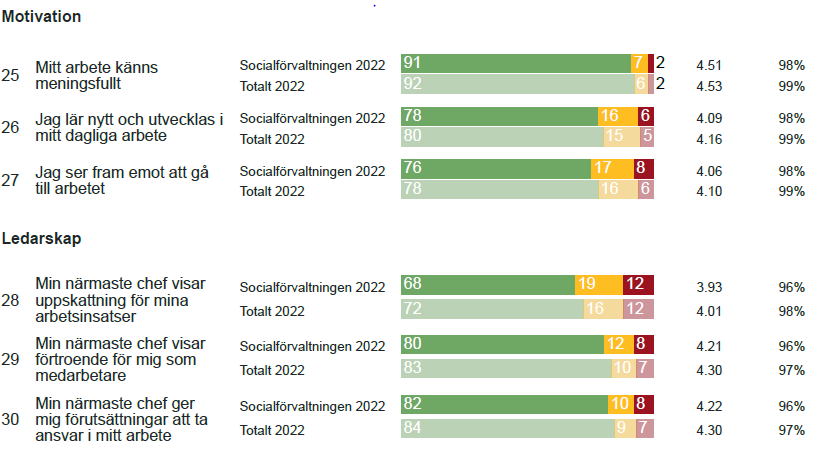 Motivation
25 Mitt arbete känns meningsfullt
Socialförvaltningen 2022 91 7 2 4.51 98%
Totalt 2022 92 6 2 4.53 99%
26 Jag lär nytt och utvecklas i mitt dagliga arbete
Socialförvaltningen 2022 78 16 6 4.09 98%
Totalt 2022 80 15 5 4.16 99%
27 Jag ser fram emot att gå till arbetet
Socialförvaltningen 2022 76 17 8 4.06 98%
Totalt 2022 78 16 6 4.10 99%
Ledarskap
28 Min närmaste chef visar uppskattning för mina arbetsinsatser
Socialförvaltningen 2022 68 19 12 3.93 96%
Totalt 2022 72 16 12 4.01 98%
29 Min närmaste chef visar förtroende för mig som medarbetare
Socialförvaltningen 2022 80 12 8 4.21 96%
Totalt 2022 83 10 7 4.30 97%
30 Min närmaste chef ger mig förutsättningar att ta ansvar i mitt arbete
Socialförvaltningen 2022 82 10 8 4.22 96%
Totalt 2022 84 9 7 4.30 97%